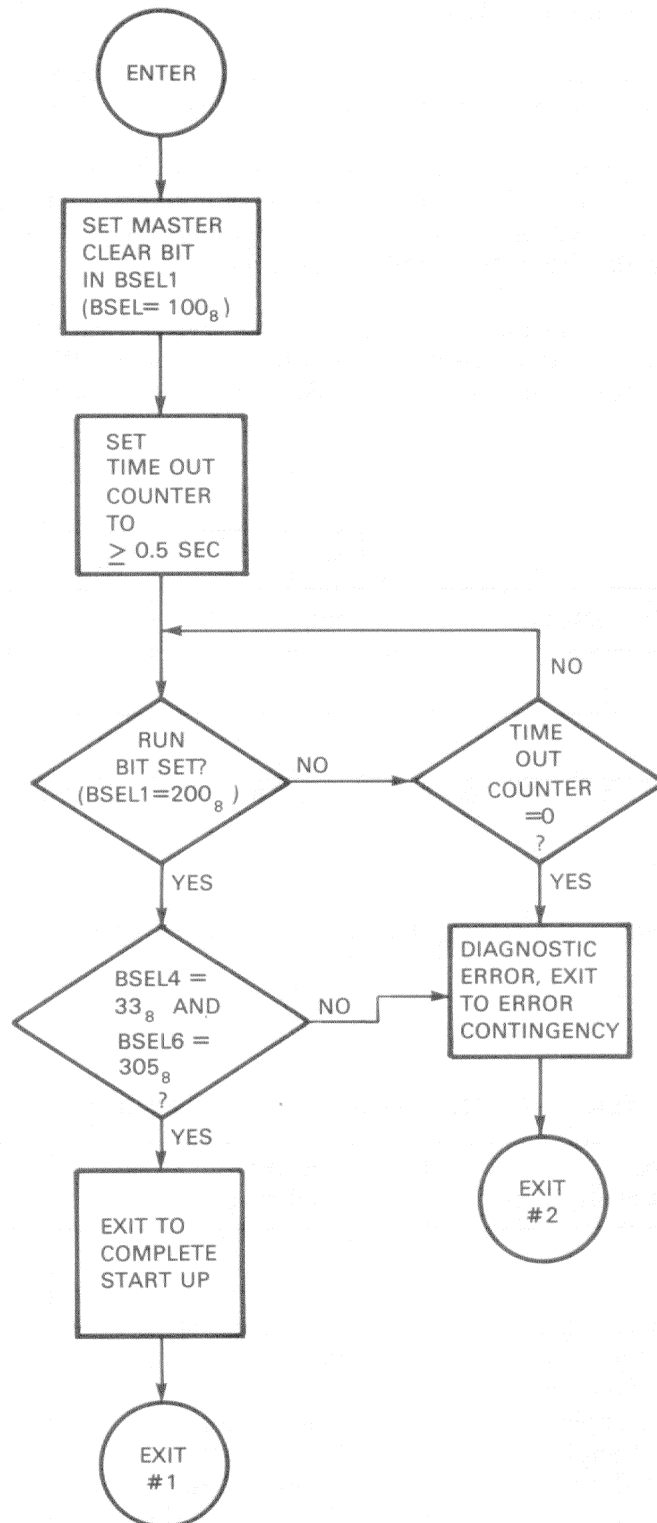 ENTER
SET MASTER
CLEAR BIT
IN BSEL1
(BSEL= 100₈)
SET
TIME OUT
COUNTER
TO
≥ 0.5 SEC
NO
RUN
BIT SET?
(BSEL1=200₈)
NO
TIME
OUT
COUNTER
=0
?
YES
YES
BSEL4 =
33₈ AND
BSEL6 =
305₈
?
NO
DIAGNOSTIC
ERROR, EXIT
TO ERROR
CONTINGENCY
YES
EXIT TO
COMPLETE
START UP
EXIT
#2
EXIT
#1